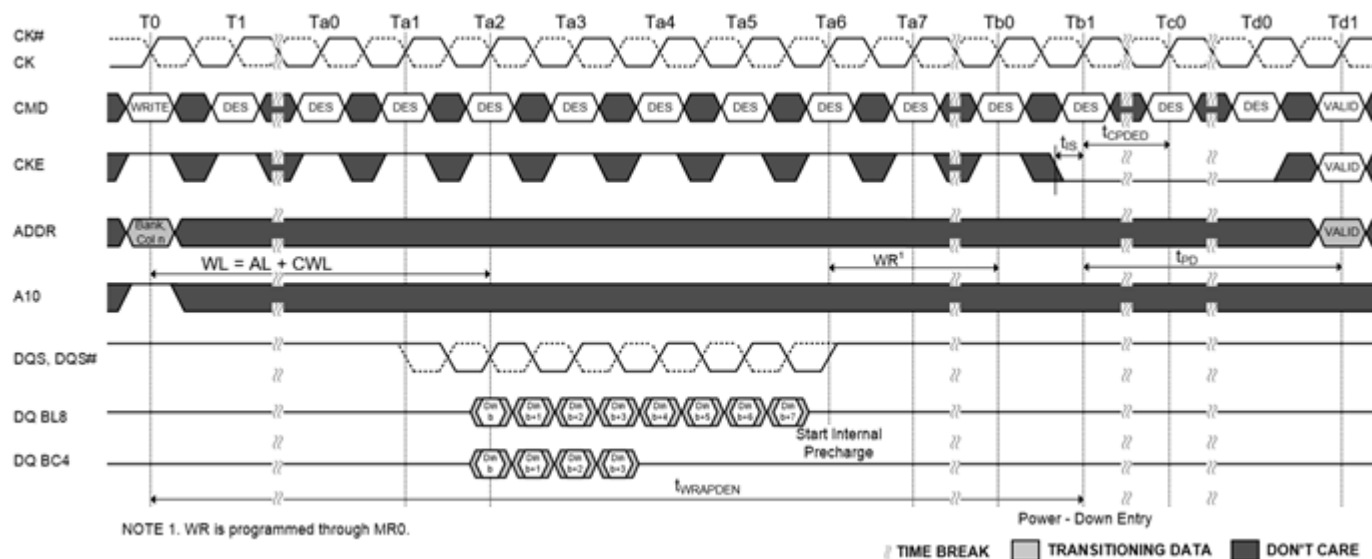 T0 T1 Ta0 Ta1 Ta2 Ta3 Ta4 Ta5 Ta6 Ta7 Tb0 Tb1 Tc0 Td0 Td1
CK#
CK
CMD WRITE DES DES DES DES DES DES DES DES DES DES DES DES DES VALID
tIS tCPDED
CKE VALID
ADDR Bank, Col n VALID
WL = AL + CWL WR¹ tPD
A10
DQS, DQS#
DQ BL8 Din b Din b+1 Din b+2 Din b+3 Din b+4 Din b+5 Din b+6 Din b+7
Start Internal
Precharge
DQ BC4 Din b Din b+1 Din b+2 Din b+3
tWRAPDEN
NOTE 1. WR is programmed through MR0.
Power - Down Entry
TIME BREAK TRANSITIONING DATA DON'T CARE